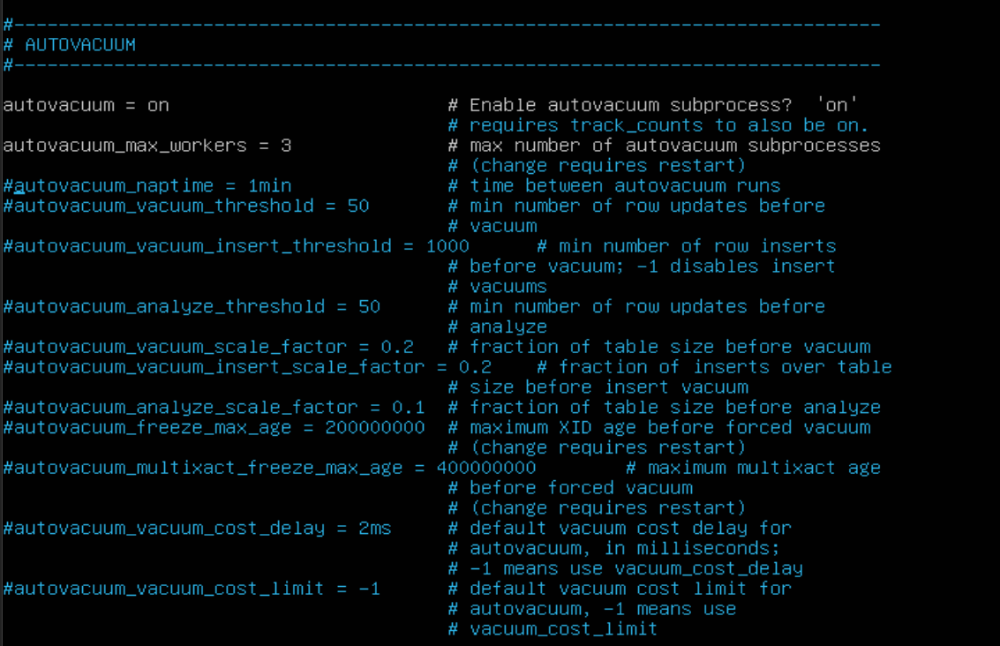 #------------------------------------------------------------------------------
# AUTOVACUUM
#------------------------------------------------------------------------------
autovacuum = on # Enable autovacuum subprocess?  'on'
# requires track_counts to also be on.
autovacuum_max_workers = 3 # max number of autovacuum subprocesses
# (change requires restart)
#autovacuum_naptime = 1min # time between autovacuum runs
#autovacuum_vacuum_threshold = 50 # min number of row updates before
# vacuum
#autovacuum_vacuum_insert_threshold = 1000 # min number of row inserts
# before vacuum; -1 disables insert
# vacuums
#autovacuum_analyze_threshold = 50 # min number of row updates before
# analyze
#autovacuum_vacuum_scale_factor = 0.2 # fraction of table size before vacuum
#autovacuum_vacuum_insert_scale_factor = 0.2 # fraction of inserts over table
# size before insert vacuum
#autovacuum_analyze_scale_factor = 0.1 # fraction of table size before analyze
#autovacuum_freeze_max_age = 200000000 # maximum XID age before forced vacuum
# (change requires restart)
#autovacuum_multixact_freeze_max_age = 400000000 # maximum multixact age
# before forced vacuum
# (change requires restart)
#autovacuum_vacuum_cost_delay = 2ms # default vacuum cost delay for
# autovacuum, in milliseconds;
# -1 means use vacuum_cost_delay
#autovacuum_vacuum_cost_limit = -1 # default vacuum cost limit for
# autovacuum, -1 means use
# vacuum_cost_limit